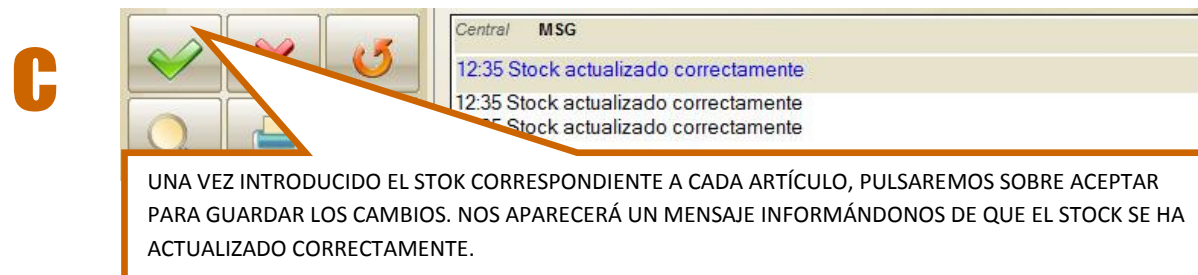 C
Central MSG
12:35 Stock actualizado correctamente
12:35 Stock actualizado correctamente
Stock actualizado correctamente
UNA VEZ INTRODUCIDO EL STOK CORRESPONDIENTE A CADA ARTÍCULO, PULSAREMOS SOBRE ACEPTAR
PARA GUARDAR LOS CAMBIOS. NOS APARECERÁ UN MENSAJE INFORMÁNDONOS DE QUE EL STOCK SE HA
ACTUALIZADO CORRECTAMENTE.